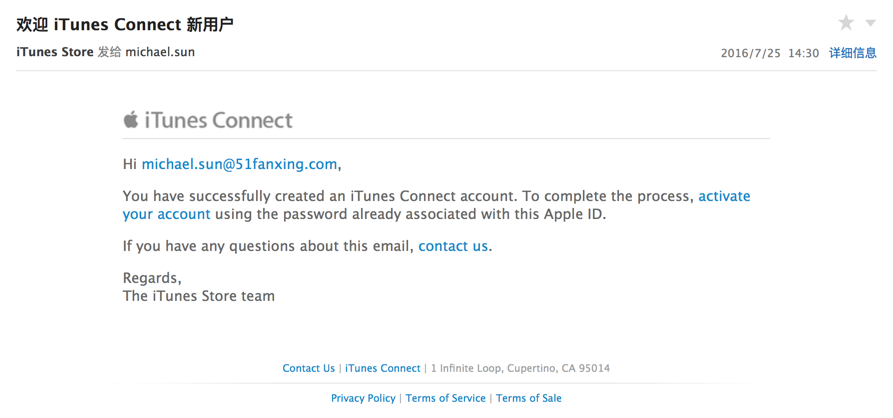 欢迎 iTunes Connect 新用户
iTunes Store 发给 michael.sun
2016/7/25 14:30 详细信息
iTunes Connect
Hi michael.sun@51fanxing.com,
You have successfully created an iTunes Connect account. To complete the process, activate
your account using the password already associated with this Apple ID.
If you have any questions about this email, contact us.
Regards,
The iTunes Store team
Contact Us | iTunes Connect | 1 Infinite Loop, Cupertino, CA 95014
Privacy Policy | Terms of Service | Terms of Sale